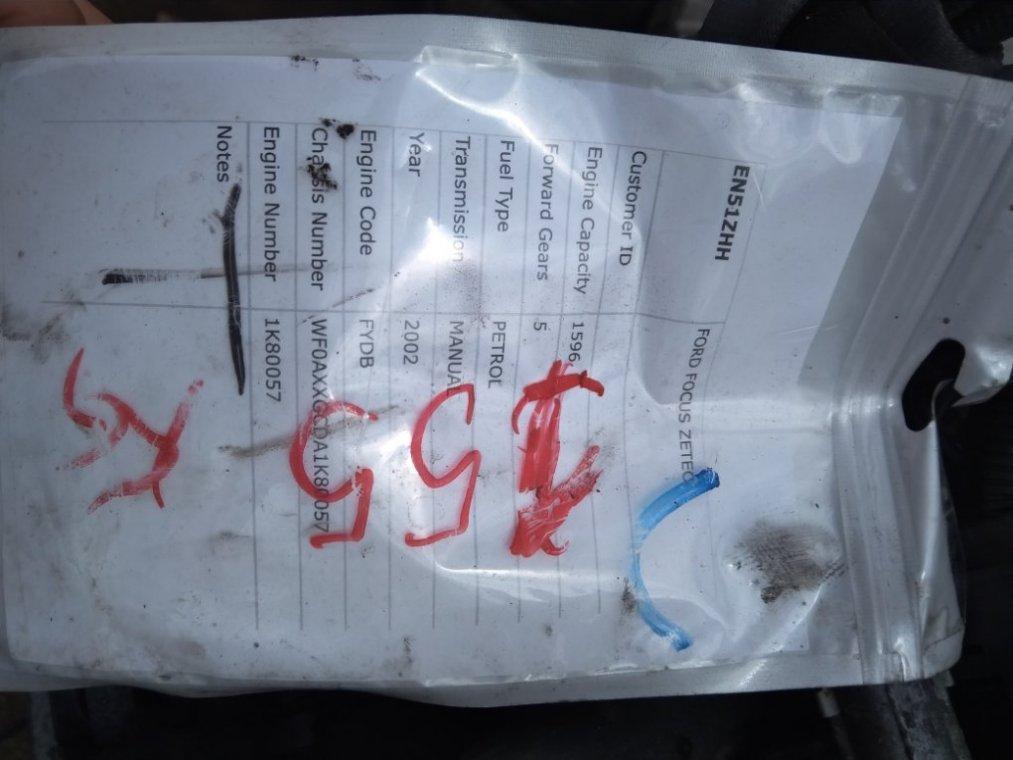 EN51ZHH FORD FOCUS ZETEC
Customer ID
Engine Capacity 1596
Forward Gears 5
Fuel Type PETROL
Transmission MANUAL
Year 2002
Engine Code FYDB
Chassis Number WF0AXXGCDA1K80057
Engine Number 1K80057
Notes
55